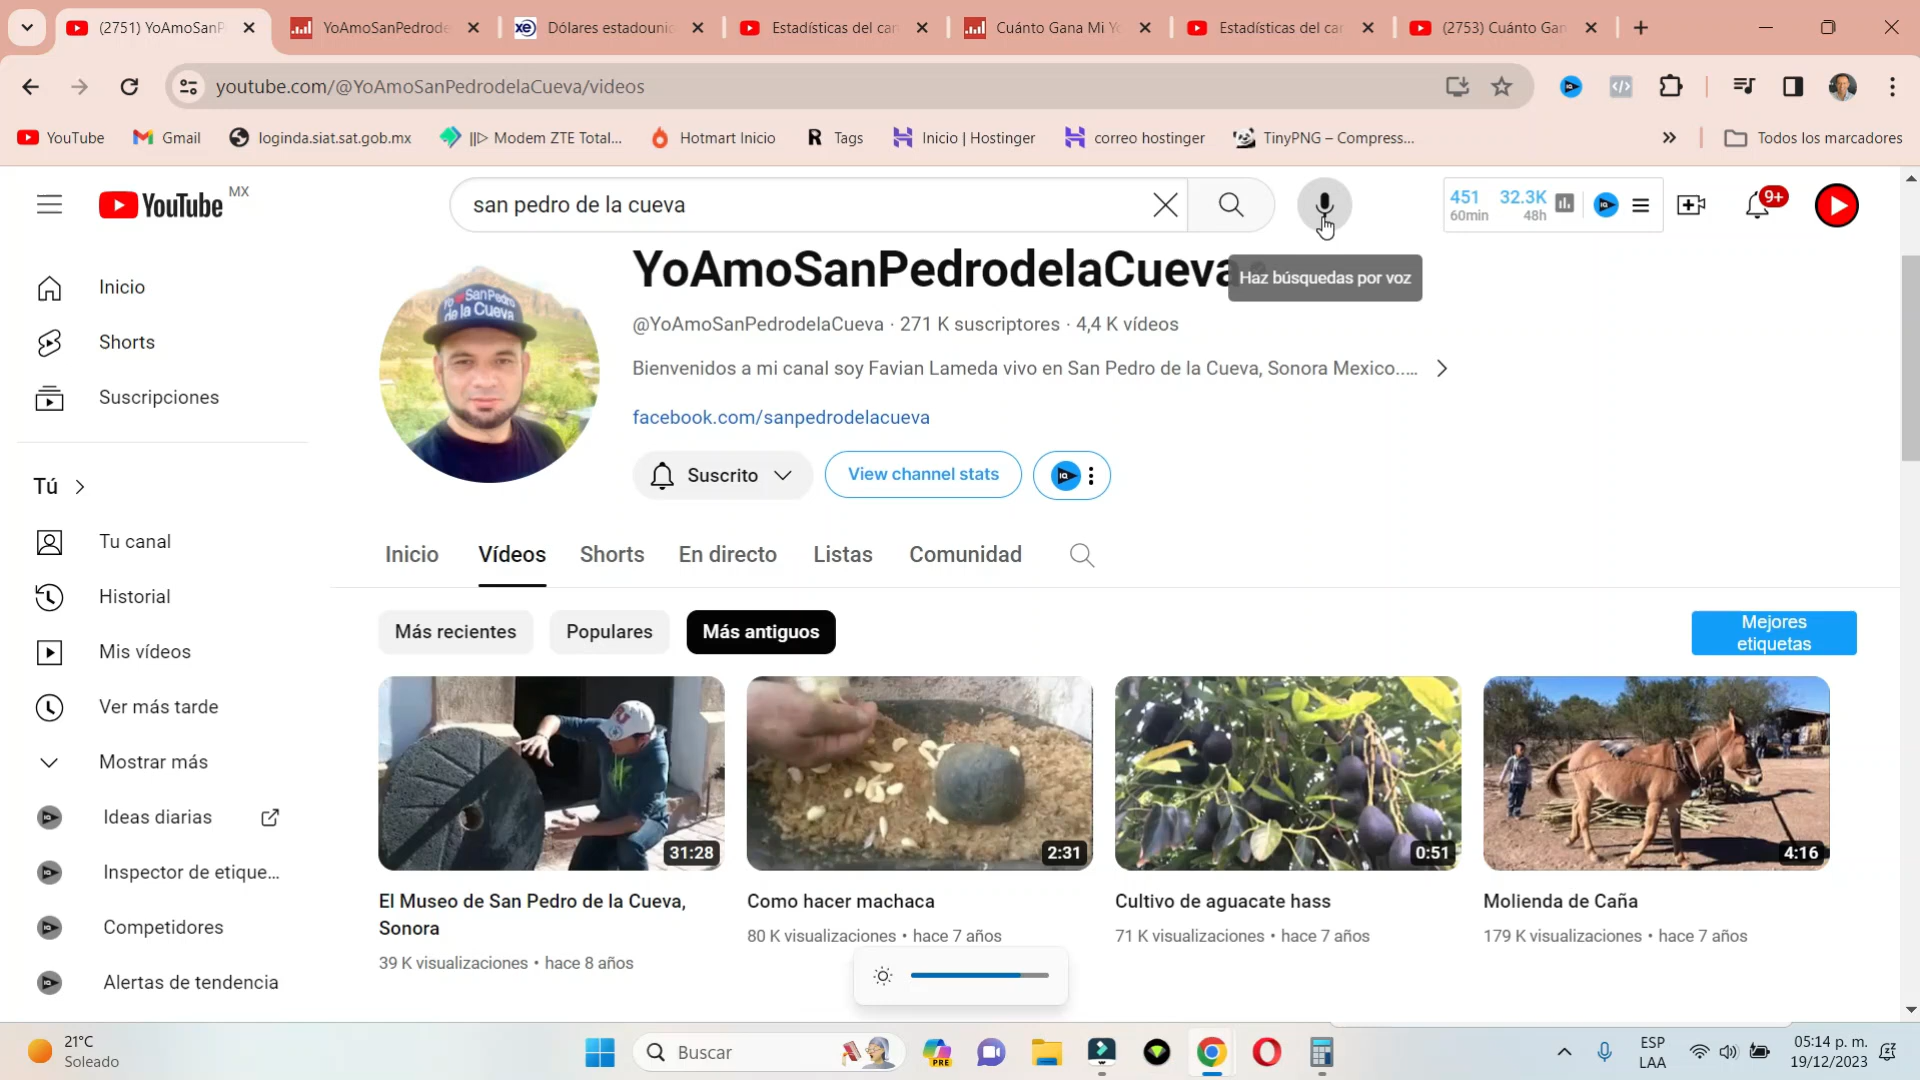 (2751) YoAmoSanP
YoAmoSanPedrode
Dólares estadounic
Estadísticas del can
Cuánto Gana Mi Yo
Estadísticas del can
(2753) Cuánto Gan
youtube.com/@YoAmoSanPedrodelaCueva/videos
YouTube
Gmail
loginda.siat.sat.gob.mx
||▷ Modem ZTE Total...
Hotmart Inicio
Tags
Inicio | Hostinger
correo hostinger
TinyPNG – Compress...
»
Todos los marcadores
YouTube MX
san pedro de la cueva
451
60min
32.3K
48h
9+
Haz búsquedas por voz
Inicio
Shorts
Suscripciones
Tú
Tu canal
Historial
Mis vídeos
Ver más tarde
Mostrar más
Ideas diarias
Inspector de etique...
Competidores
Alertas de tendencia
YoAmoSanPedrodelaCueva
@YoAmoSanPedrodelaCueva · 271 K suscriptores · 4,4 K vídeos
Bienvenidos a mi canal soy Favian Lameda vivo en San Pedro de la Cueva, Sonora Mexico.....
facebook.com/sanpedrodelacueva
Suscrito
View channel stats
Inicio
Vídeos
Shorts
En directo
Listas
Comunidad
Más recientes
Populares
Más antiguos
Mejores
etiquetas
31:28
2:31
0:51
4:16
El Museo de San Pedro de la Cueva,
Sonora
39 K visualizaciones • hace 8 años
Como hacer machaca
80 K visualizaciones • hace 7 años
Cultivo de aguacate hass
71 K visualizaciones • hace 7 años
Molienda de Caña
179 K visualizaciones • hace 7 años
21°C
Soleado
Buscar
PRE
ESP
LAA
05:14 p. m.
19/12/2023